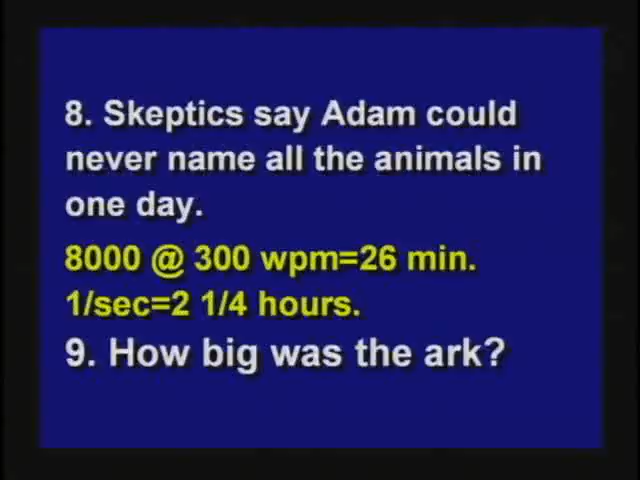 8. Skeptics say Adam could
never name all the animals in
one day.
8000 @ 300 wpm=26 min.
1/sec=2 1/4 hours.
9. How big was the ark?